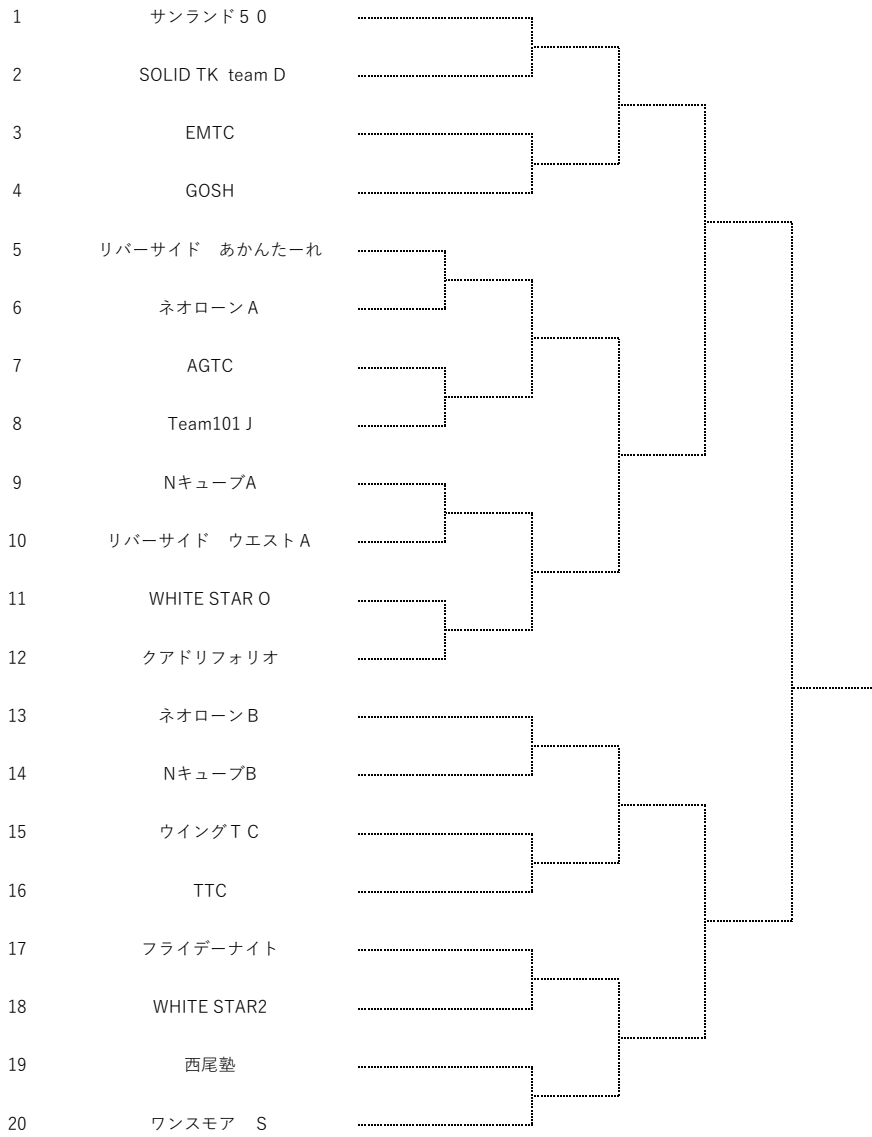 1 サンランド５０
2 SOLID TK team D
3 EMTC
4 GOSH
5 リバーサイド　あかんたーれ
6 ネオローンＡ
7 AGTC
8 Team101 J
9 NキューブA
10 リバーサイド　ウエストＡ
11 WHITE STAR O
12 クアドリフォリオ
13 ネオローンＢ
14 NキューブB
15 ウイングＴＣ
16 TTC
17 フライデーナイト
18 WHITE STAR2
19 西尾塾
20 ワンスモア　S